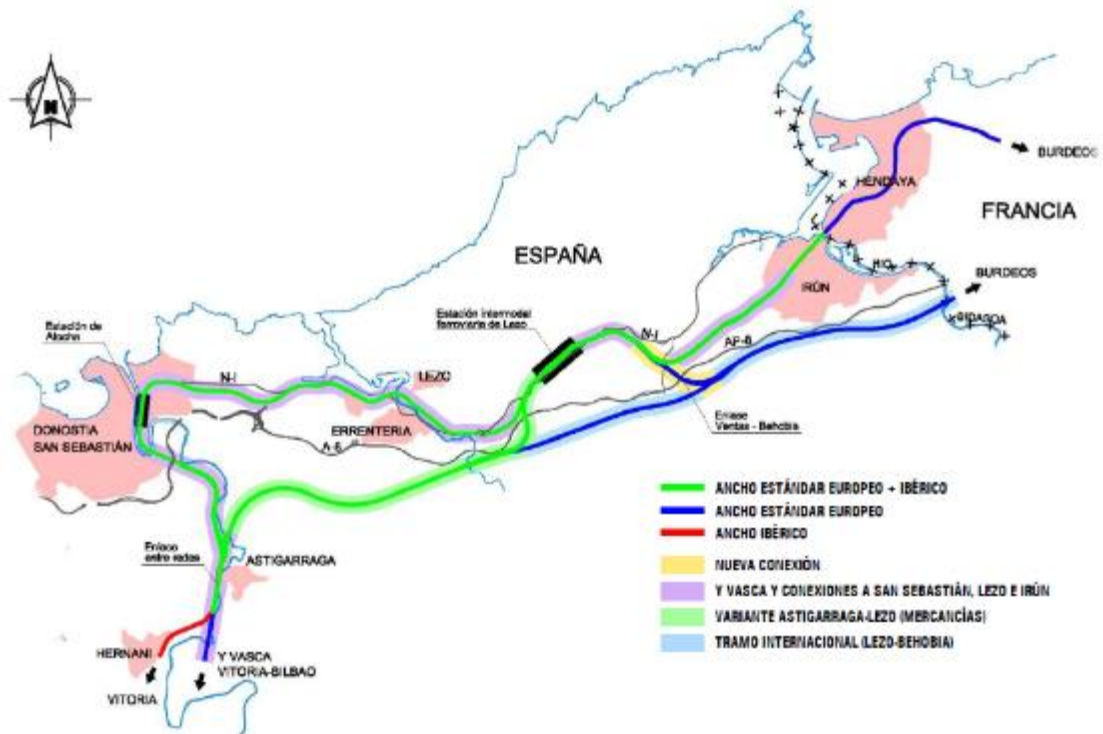 N
BURDEOS
HENDAYA
FRANCIA
ESPAÑA
IRÚN
RIO
BURDEOS
BIDASOA
Estación intermodal
ferroviaria de Lezo
N-I
AP-8
Estación de
Atocha
N-I
LEZO
DONOSTIA
SAN SEBASTIÁN
ERRENTERIA
A-8
Enlace
Ventas - Behobia
Enlace
entre redes
ASTIGARRAGA
HERNANI
VITORIA
Y VASCA
VITORIA-BILBAO
ANCHO ESTÁNDAR EUROPEO + IBÉRICO
ANCHO ESTÁNDAR EUROPEO
ANCHO IBÉRICO
NUEVA CONEXIÓN
Y VASCA Y CONEXIONES A SAN SEBASTIÁN, LEZO E IRÚN
VARIANTE ASTIGARRAGA-LEZO (MERCANCÍAS)
TRAMO INTERNACIONAL (LEZO-BEHOBIA)